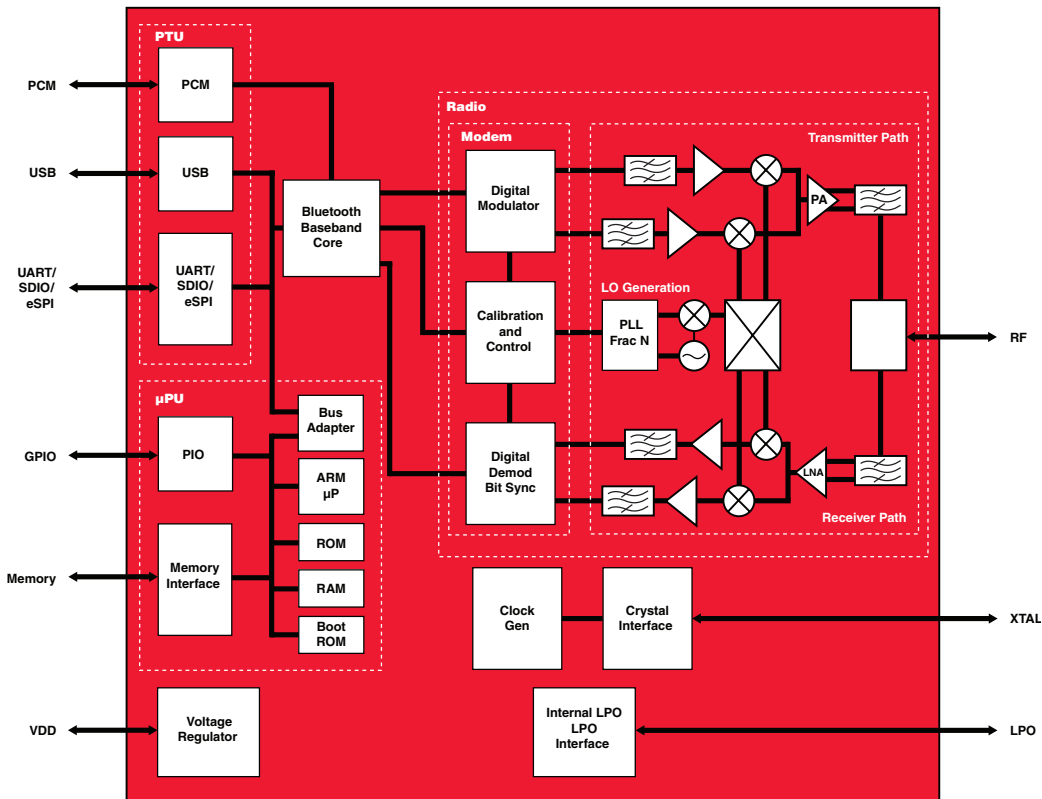 PTU
PCM
PCM
USB
USB
UART/
SDIO/
eSPI
UART/
SDIO/
eSPI
Bluetooth
Baseband
Core
Radio
Modem
Digital
Modulator
Calibration
and
Control
Digital
Demod
Bit Sync
Transmitter Path
PA
LO Generation
PLL
Frac N
RF
LNA
Receiver Path
µPU
GPIO
PIO
Bus
Adapter
ARM
µP
ROM
RAM
Boot
ROM
Memory
Memory
Interface
Clock
Gen
Crystal
Interface
XTAL
VDD
Voltage
Regulator
Internal LPO
LPO
Interface
LPO